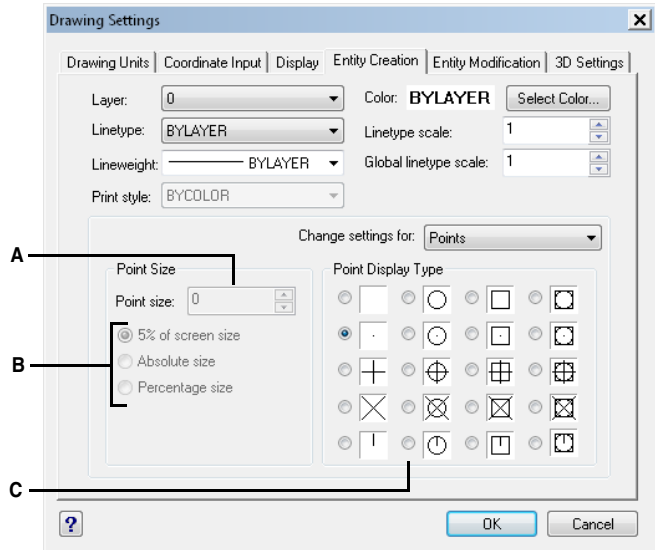 Drawing Settings
Drawing Units Coordinate Input Display Entity Creation Entity Modification 3D Settings
Layer: 0 Color: BYLAYER Select Color...
Linetype: BYLAYER Linetype scale: 1
Lineweight: BYLAYER Global linetype scale: 1
Print style: BYCOLOR
Change settings for: Points
A
Point Size Point Display Type
Point size: 0
B
5% of screen size
Absolute size
Percentage size
C
? OK Cancel